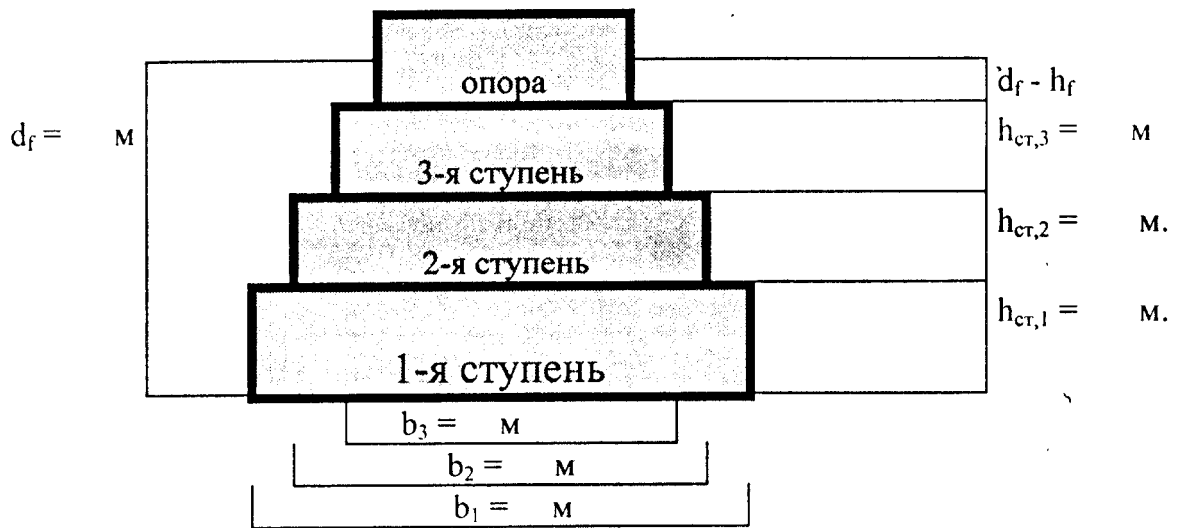 опора
d_f - h_f
d_f = м
h_ст,3 = м
3-я ступень
h_ст,2 = м.
2-я ступень
h_ст,1 = м.
1-я ступень
b_3 = м
b_2 = м
b_1 = м